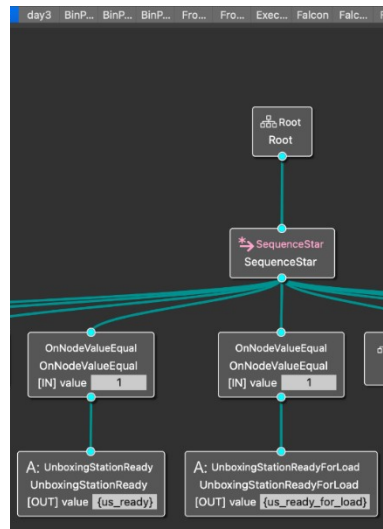 day3 BinP... BinP... BinP... Fro... Fro... Exec... Falcon Falc...
Root
Root
SequenceStar
SequenceStar
OnNodeValueEqual
OnNodeValueEqual
[IN] value 1
OnNodeValueEqual
OnNodeValueEqual
[IN] value 1
A: UnboxingStationReady
UnboxingStationReady
[OUT] value {us_ready}
A: UnboxingStationReadyForLoad
UnboxingStationReadyForLoad
[OUT] value {us_ready_for_load}